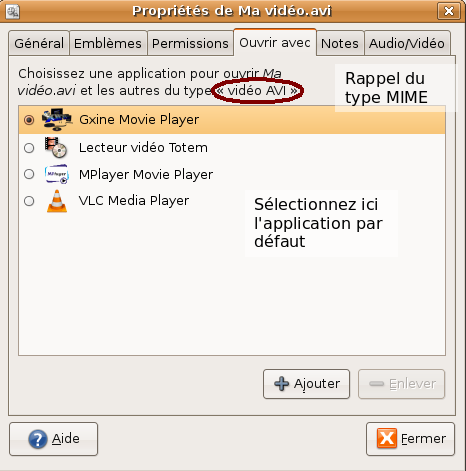 Propriétés de Ma vidéo.avi
Général
Emblèmes
Permissions
Ouvrir avec
Notes
Audio/Vidéo
Choisissez une application pour ouvrir Ma
vidéo.avi et les autres du type « vidéo AVI »
Rappel du
type MIME
Gxine Movie Player
Lecteur vidéo Totem
MPlayer
MPlayer Movie Player
VLC Media Player
Sélectionnez ici
l'application par
défaut
Ajouter
Enlever
Aide
Fermer